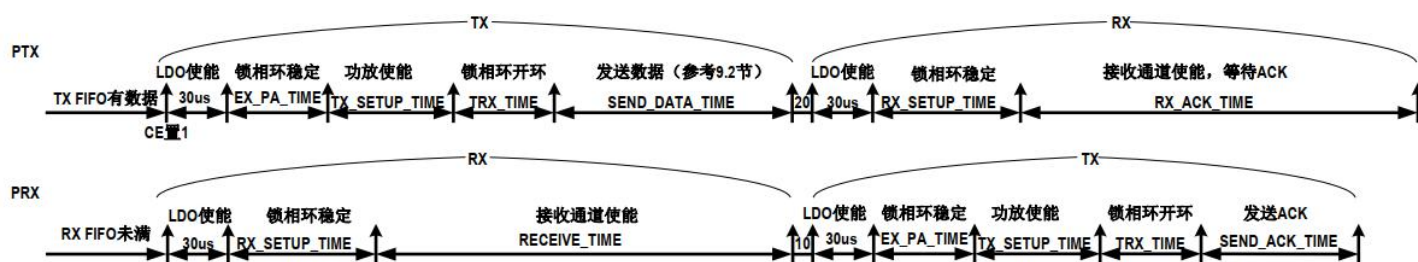 TX
RX
PTX
LDO使能 锁相环稳定 功放使能 锁相环开环 发送数据（参考9.2节） LDO使能 锁相环稳定 接收通道使能，等待ACK
TX FIFO有数据 30us EX_PA_TIME TX_SETUP_TIME TRX_TIME SEND_DATA_TIME 20 30us RX_SETUP_TIME RX_ACK_TIME
CE置1
RX
TX
PRX
LDO使能 锁相环稳定 接收通道使能 LDO使能 锁相环稳定 功放使能 锁相环开环 发送ACK
RX FIFO未满 30us RX_SETUP_TIME RECEIVE_TIME 10 30us EX_PA_TIME TX_SETUP_TIME TRX_TIME SEND_ACK_TIME